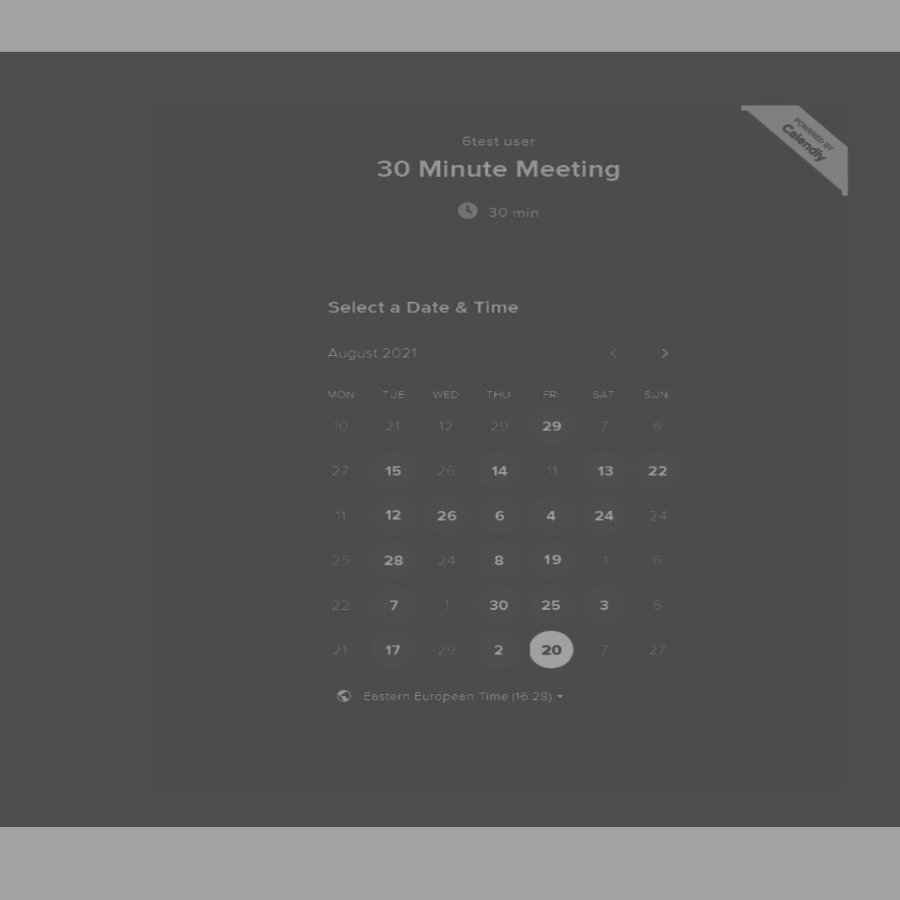 POWERED BY
Calendly
6test user
30 Minute Meeting
30 min
Select a Date & Time
August 2021
MON TUE WED THU FRI SAT SUN
10 21 12 29 29 7 6
27 15 26 14 11 13 22
11 12 26 6 4 24 24
25 28 24 8 19 1 6
22 7 1 30 25 3 6
21 17 29 2 20 7 27
Eastern European Time (16:28)